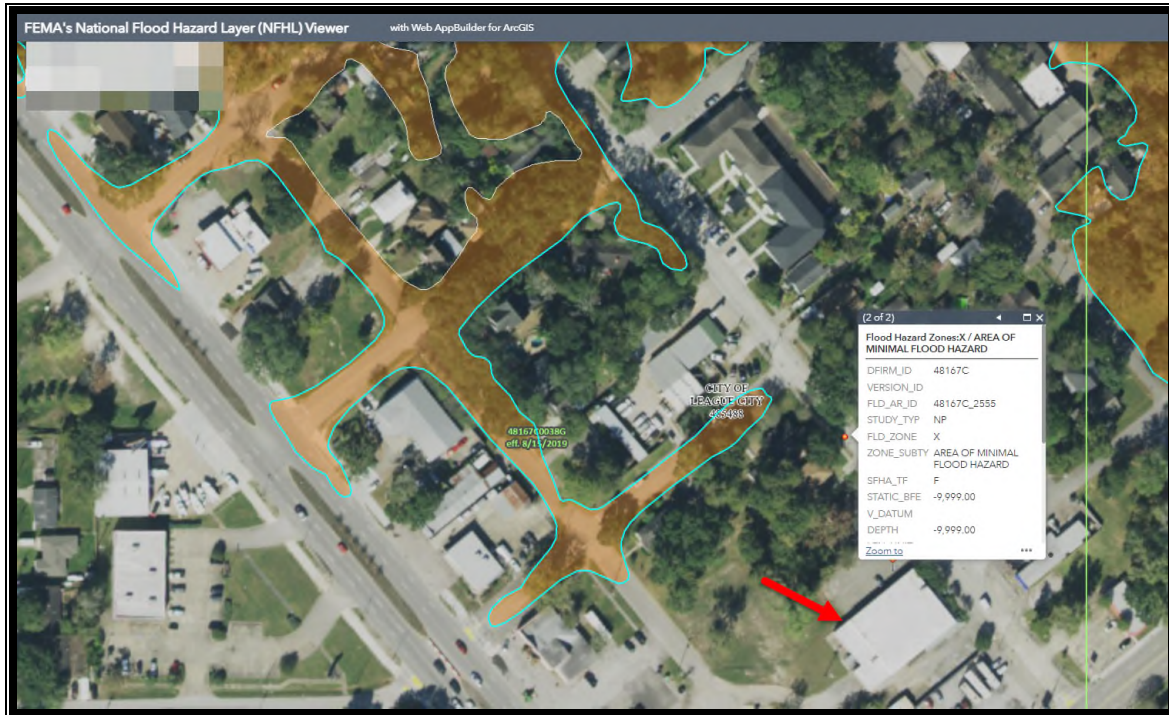 FEMA's National Flood Hazard Layer (NFHL) Viewer with Web AppBuilder for ArcGIS
CITY OF
LEAGUE CITY
485488
48167C0038G
eff. 8/15/2019
(2 of 2)
Flood Hazard Zones:X / AREA OF
MINIMAL FLOOD HAZARD
DFIRM_ID 48167C
VERSION_ID
FLD_AR_ID 48167C_2555
STUDY_TYP NP
FLD_ZONE X
ZONE_SUBTY AREA OF MINIMAL
FLOOD HAZARD
SFHA_TF F
STATIC_BFE -9,999.00
V_DATUM
DEPTH -9,999.00
Zoom to